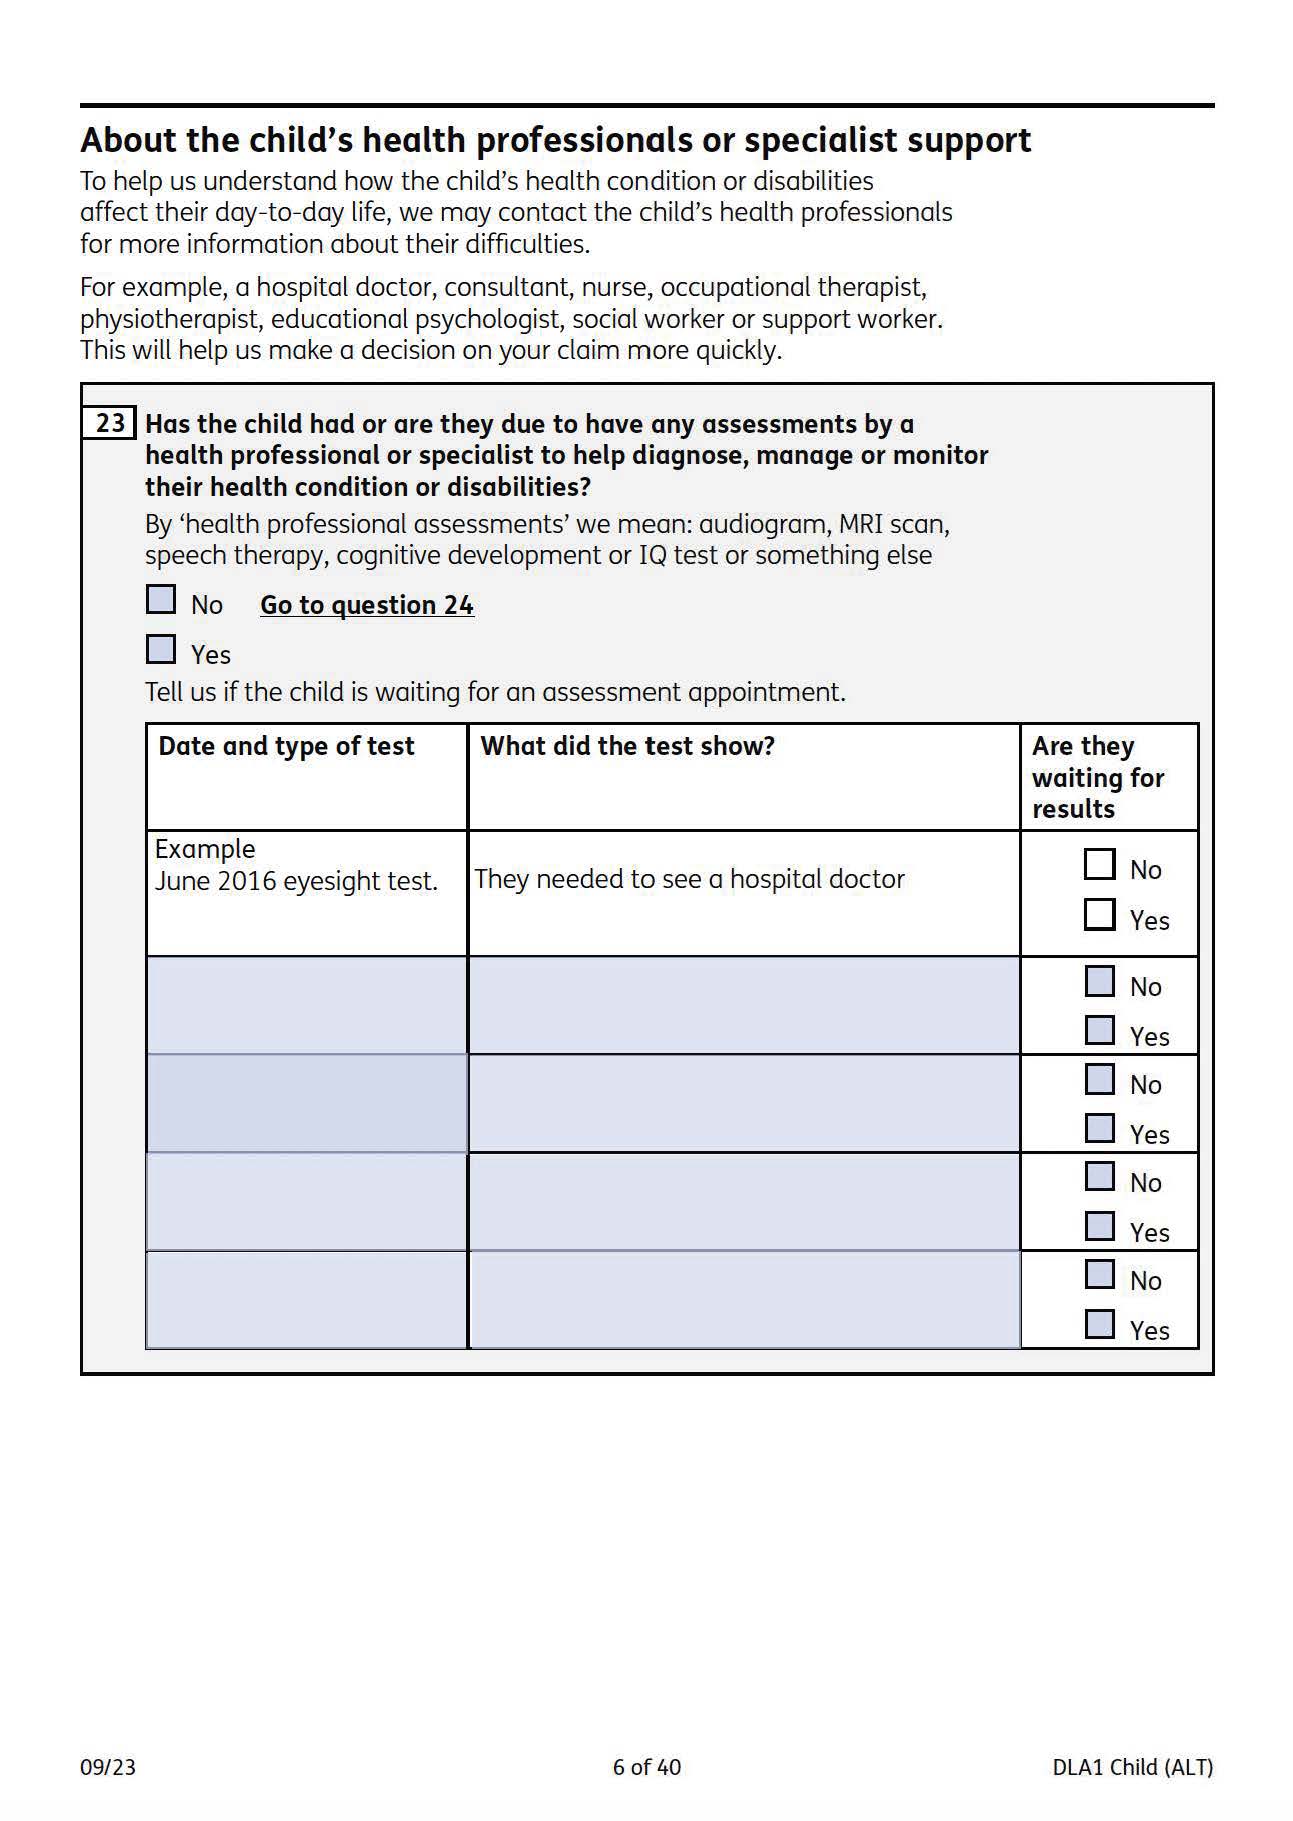 About the child’s health professionals or specialist support
To help us understand how the child’s health condition or disabilities
affect their day-to-day life, we may contact the child’s health professionals
for more information about their difficulties.
For example, a hospital doctor, consultant, nurse, occupational therapist,
physiotherapist, educational psychologist, social worker or support worker.
This will help us make a decision on your claim more quickly.
23 Has the child had or are they due to have any assessments by a
health professional or specialist to help diagnose, manage or monitor
their health condition or disabilities?
By ‘health professional assessments’ we mean: audiogram, MRI scan,
speech therapy, cognitive development or IQ test or something else
No Go to question 24
Yes
Tell us if the child is waiting for an assessment appointment.
Date and type of test
What did the test show?
Are they
waiting for
results
Example
June 2016 eyesight test.
They needed to see a hospital doctor
No
Yes
No
Yes
No
Yes
No
Yes
No
Yes
09/23 6 of 40 DLA1 Child (ALT)